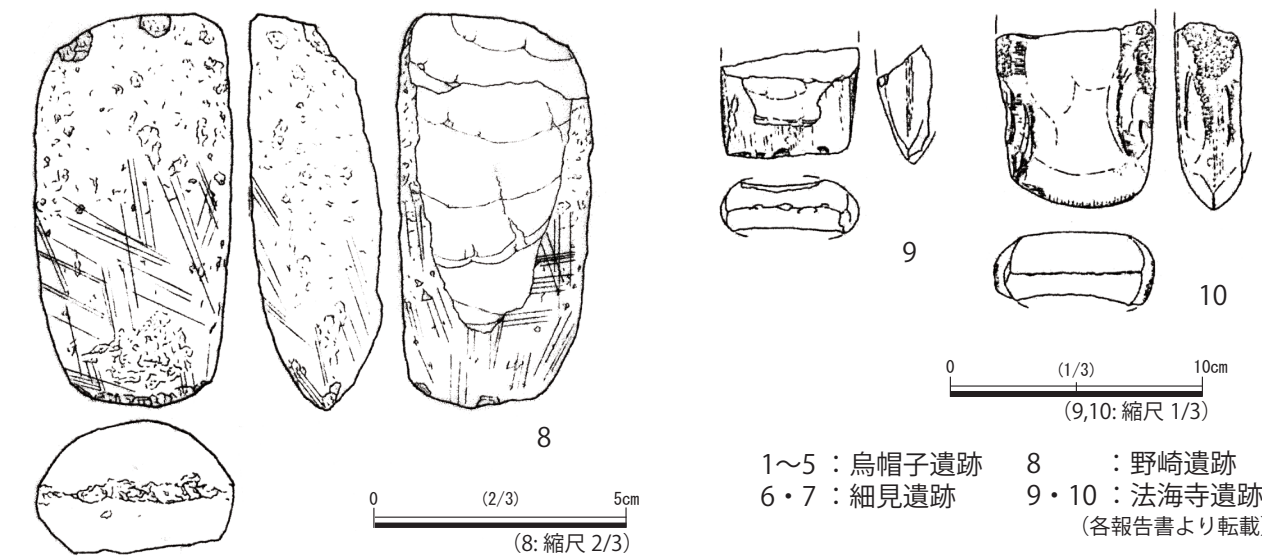 8
0 (2/3) 5cm
(8: 縮尺 2/3)
9
10
0 (1/3) 10cm
(9,10: 縮尺 1/3)
1〜5 : 烏帽子遺跡 8 : 野崎遺跡
6・7 : 細見遺跡 9・10 : 法海寺遺跡
(各報告書より転載)